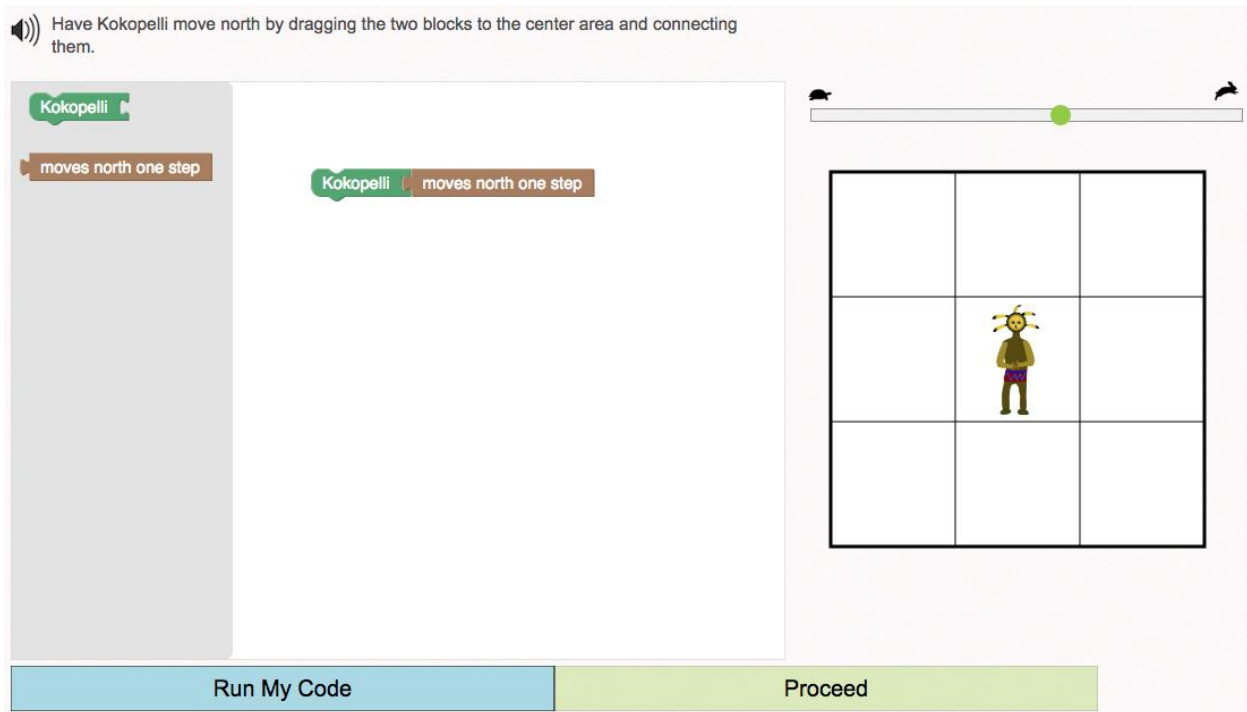 Have Kokopelli move north by dragging the two blocks to the center area and connecting
them.
Kokopelli
moves north one step
Kokopelli moves north one step
Run My Code
Proceed